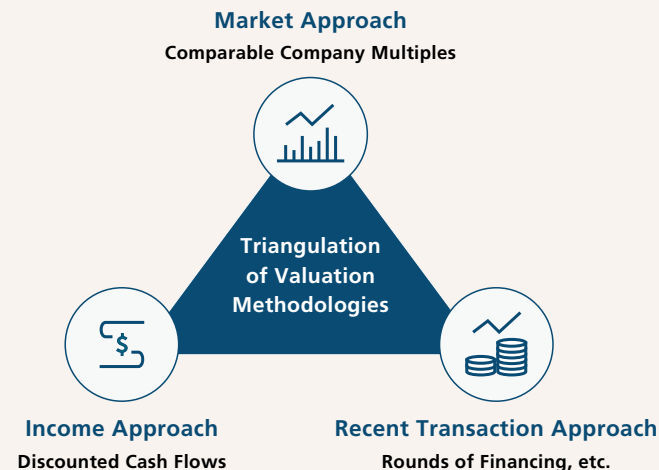 Market Approach
Comparable Company Multiples
Triangulation
of Valuation
Methodologies
$
Income Approach
Discounted Cash Flows
Recent Transaction Approach
Rounds of Financing, etc.